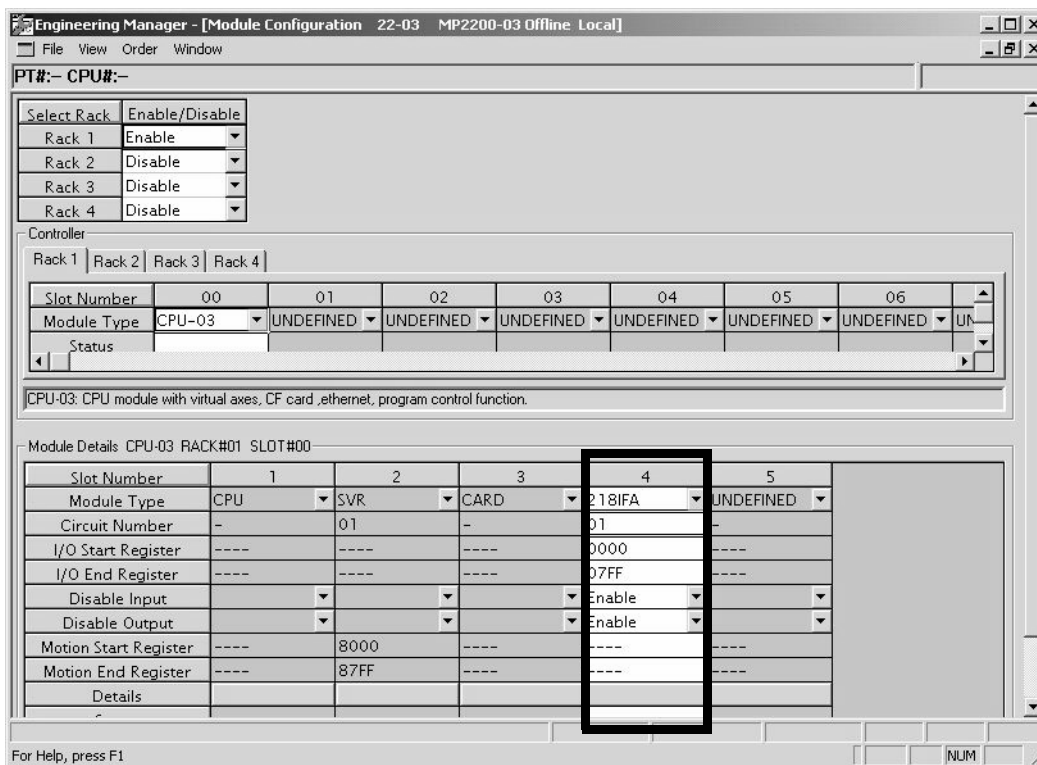 Engineering Manager - [Module Configuration 22-03 MP2200-03 Offline Local]
File View Order Window
PT#:– CPU#:–
Select Rack Enable/Disable
Rack 1 Enable
Rack 2 Disable
Rack 3 Disable
Rack 4 Disable
Controller
Rack 1 Rack 2 Rack 3 Rack 4
Slot Number 00 01 02 03 04 05 06
Module Type CPU-03 UNDEFINED UNDEFINED UNDEFINED UNDEFINED UNDEFINED UNDEFINED UN
Status
CPU-03: CPU module with virtual axes, CF card ,ethernet, program control function.
Module Details CPU-03 RACK#01 SLOT#00
Slot Number 1 2 3 4 5
Module Type CPU SVR CARD 218IFA UNDEFINED
Circuit Number - 01 - 01 -
I/O Start Register ---- ---- ---- 0000 ----
I/O End Register ---- ---- ---- 07FF ----
Disable Input Enable
Disable Output Enable
Motion Start Register ---- 8000 ---- ---- ----
Motion End Register ---- 87FF ---- ---- ----
Details
For Help, press F1 NUM